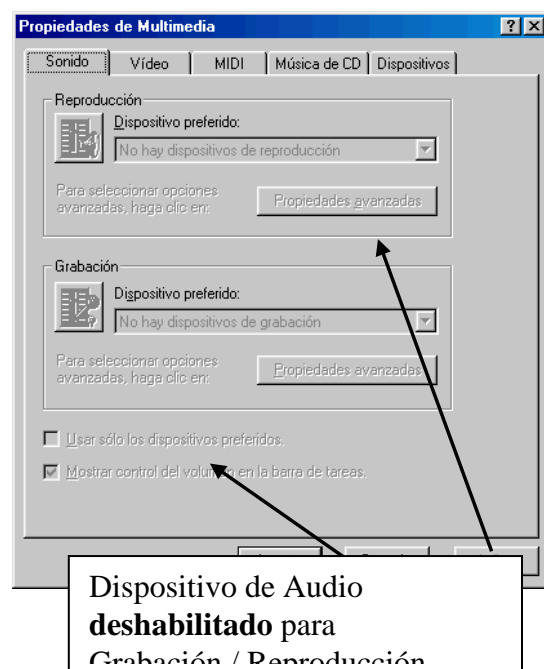 Propiedades de Multimedia
Sonido Vídeo MIDI Música de CD Dispositivos
Reproducción
Dispositivo preferido:
No hay dispositivos de reproducción
Para seleccionar opciones
avanzadas, haga clic en:
Propiedades avanzadas
Grabación
Dispositivo preferido:
No hay dispositivos de grabación
Para seleccionar opciones
avanzadas, haga clic en:
Propiedades avanzadas
Usar sólo los dispositivos preferidos.
Mostrar control del volumen en la barra de tareas.
Dispositivo de Audio
deshabilitado para
Grabación / Reproducción